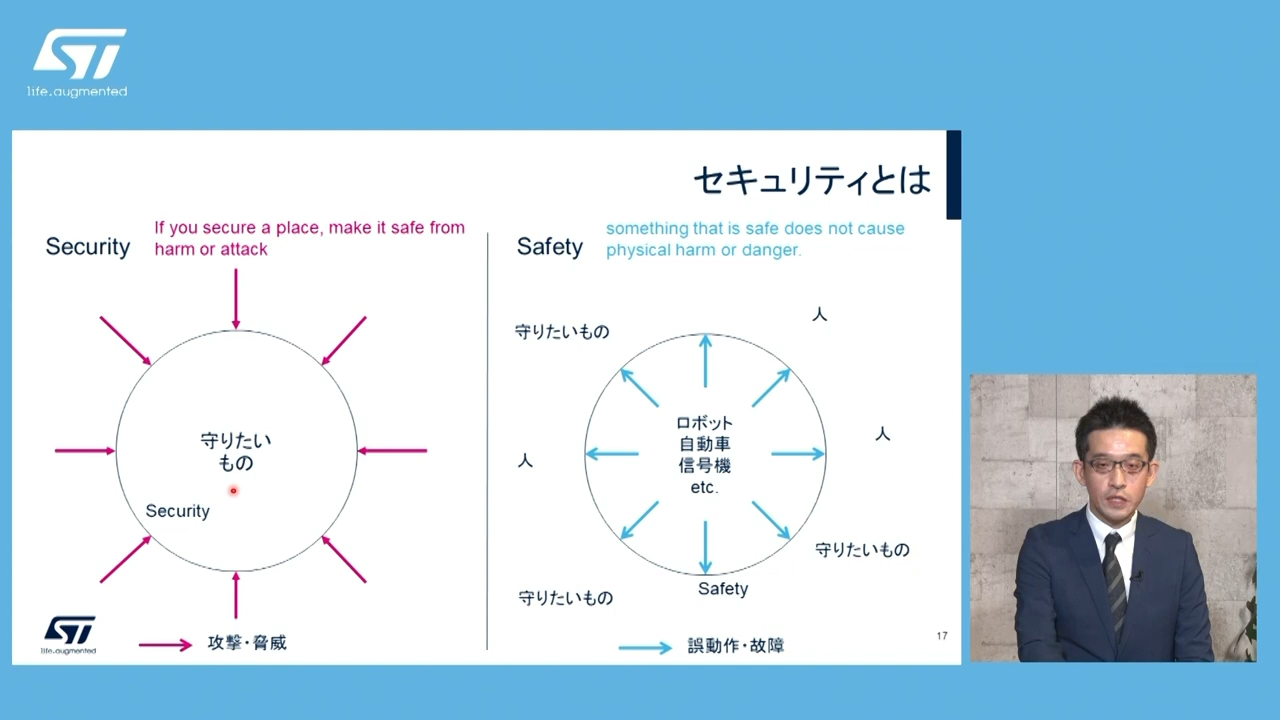 ST
life.augmented
セキュリティとは
Security
If you secure a place, make it safe from
harm or attack
守りたい
もの
Security
攻撃・脅威
ST
life.augmented
Safety
something that is safe does not cause
physical harm or danger.
人
守りたいもの
ロボット
自動車
信号機
etc.
人
人
守りたいもの
Safety
守りたいもの
誤動作・故障
17